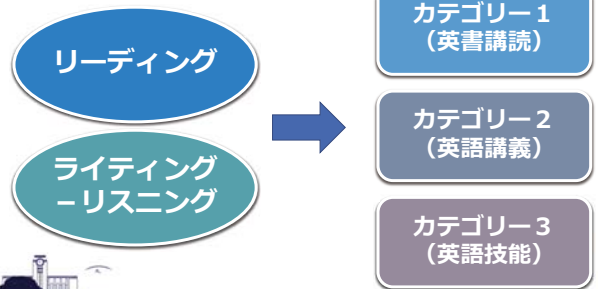 リーディング
ライティング
－リスニング
カテゴリー１
（英書講読）
カテゴリー２
（英語講義）
カテゴリー３
（英語技能）